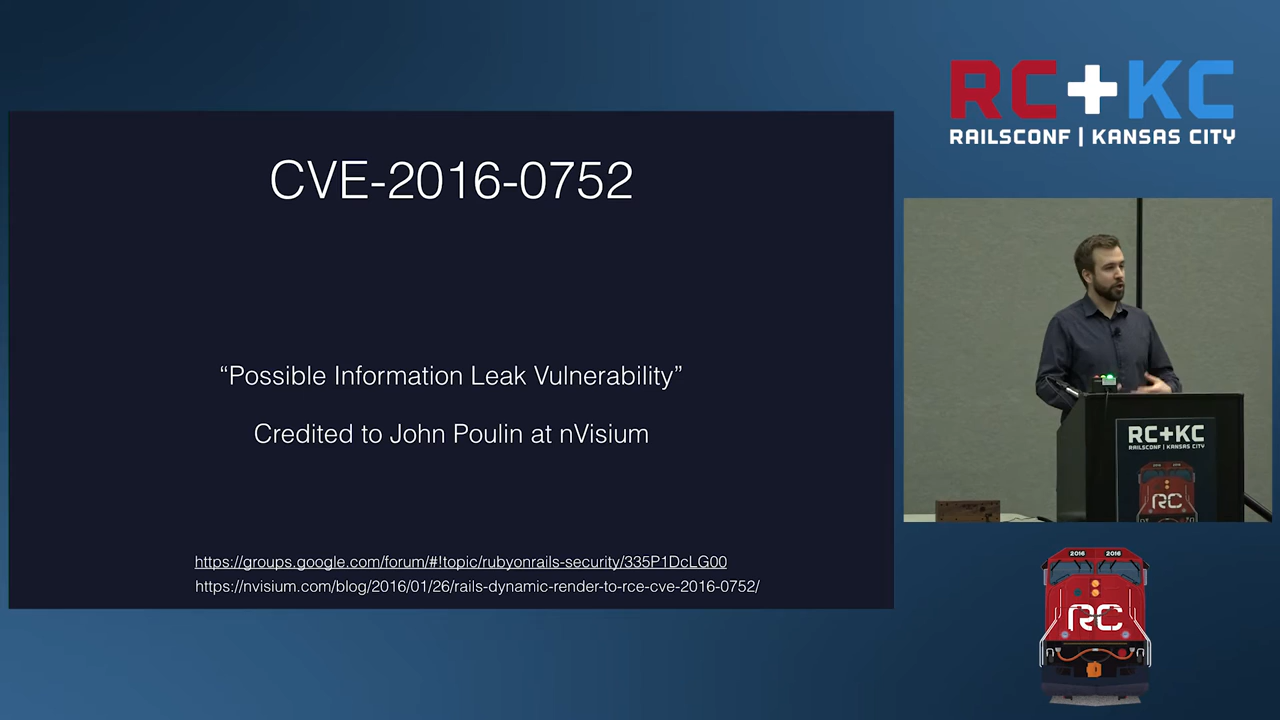 CVE-2016-0752
“Possible Information Leak Vulnerability”
Credited to John Poulin at nVisium
https://groups.google.com/forum/#!topic/rubyonrails-security/335P1DcLG00
https://nvisium.com/blog/2016/01/26/rails-dynamic-render-to-rce-cve-2016-0752/
RC+KC
RAILSCONF | KANSAS CITY
RC+KC
RAILSCONF | KANSAS CITY
RC
2016 2016
RC